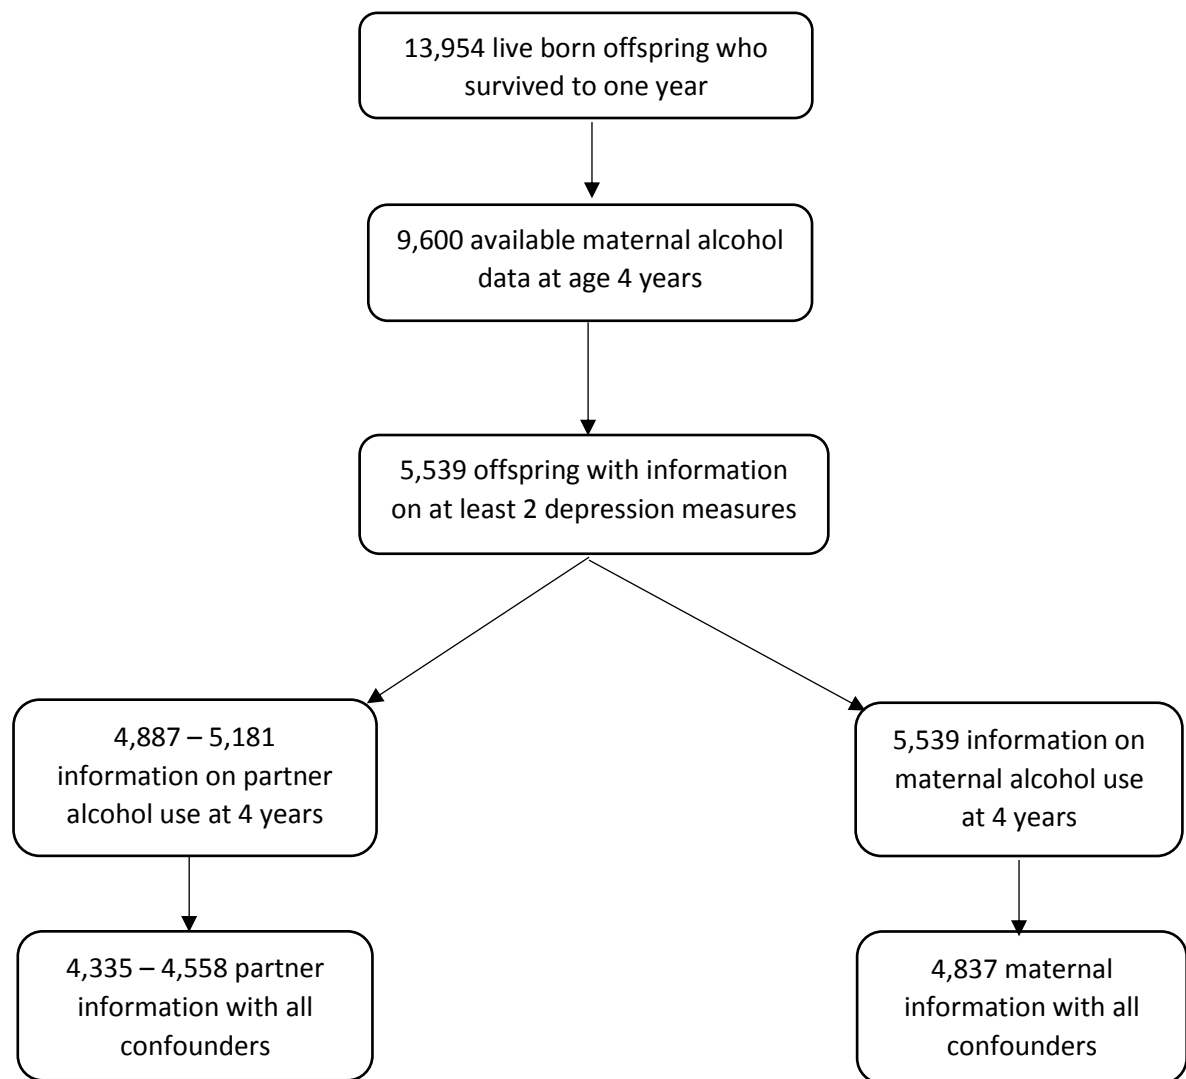 13,954 live born offspring who
survived to one year
9,600 available maternal alcohol
data at age 4 years
5,539 offspring with information
on at least 2 depression measures
4,887 – 5,181
information on partner
alcohol use at 4 years
5,539 information on
maternal alcohol use
at 4 years
4,335 – 4,558 partner
information with all
confounders
4,837 maternal
information with all
confounders